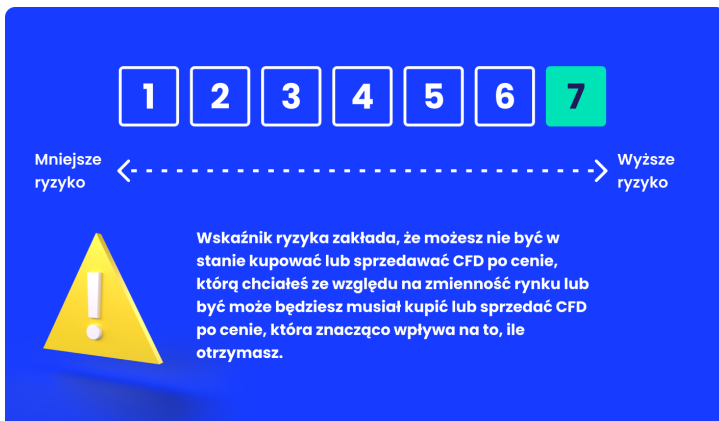 1 2 3 4 5 6 7
Mniejsze
ryzyko
Wyższe
ryzyko
Wskaźnik ryzyka zakłada, że możesz nie być w
stanie kupować lub sprzedawać CFD po cenie,
którą chciałeś ze względu na zmienność rynku lub
być może będziesz musiał kupić lub sprzedać CFD
po cenie, która znacząco wpływa na to, ile
otrzymasz.